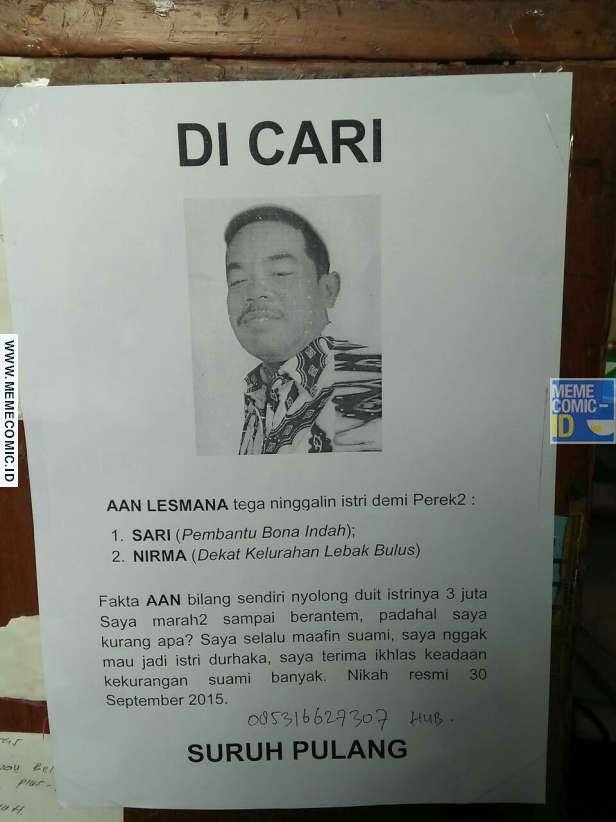 DI CARI
WWW.MEMECOMIC.ID
MEME
COMIC-
ID
AAN LESMANA tega ninggalin istri demi Perek2 :
1. SARI (Pembantu Bona Indah);
2. NIRMA (Dekat Kelurahan Lebak Bulus)
Fakta AAN bilang sendiri nyolong duit istrinya 3 juta
Saya marah2 sampai berantem, padahal saya
kurang apa? Saya selalu maafin suami, saya nggak
mau jadi istri durhaka, saya terima ikhlas keadaan
kekurangan suami banyak. Nikah resmi 30
September 2015.
085316627307 HUB.
SURUH PULANG